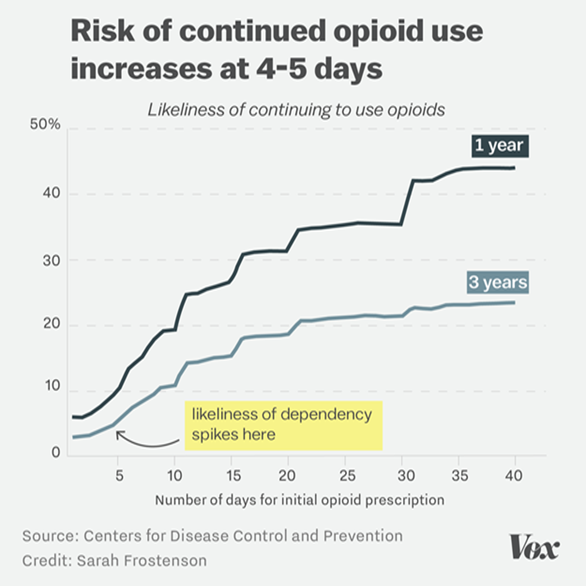 Risk of continued opioid use
increases at 4-5 days
Likeliness of continuing to use opioids
50%
40
30
20
10
0
1 year
3 years
likeliness of dependency
spikes here
5 10 15 20 25 30 35 40
Number of days for initial opioid prescription
Source: Centers for Disease Control and Prevention
Credit: Sarah Frostenson
Vox